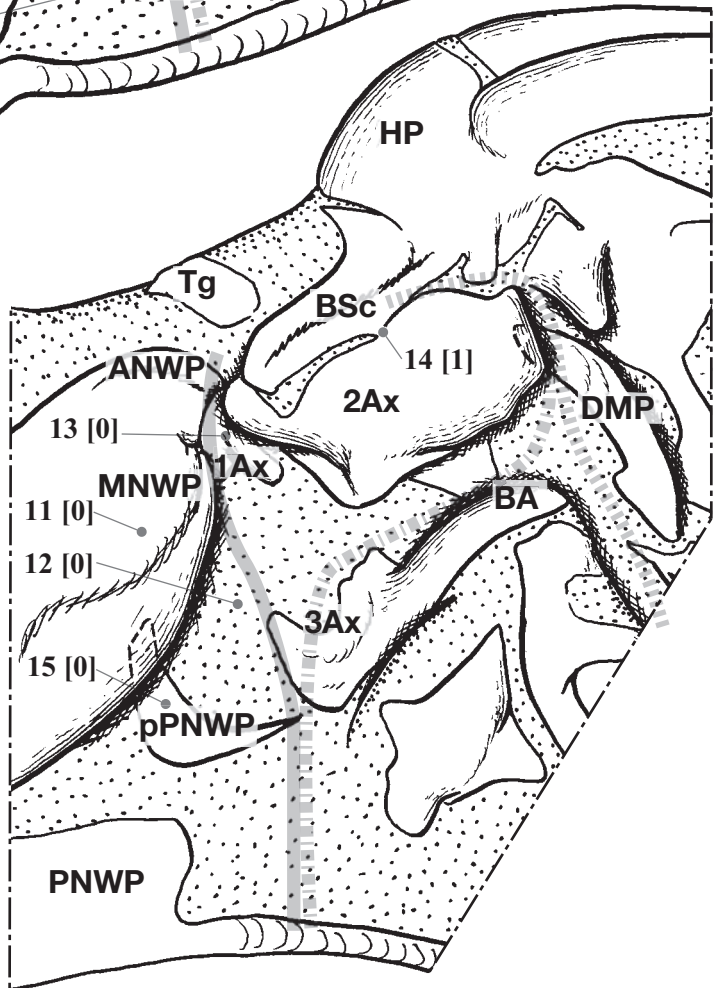 HP
Tg
BSc
14 [1]
ANWP
2Ax
DMP
13 [0]
1Ax
MNWP
BA
11 [0]
12 [0]
3Ax
15 [0]
pPNWP
PNWP